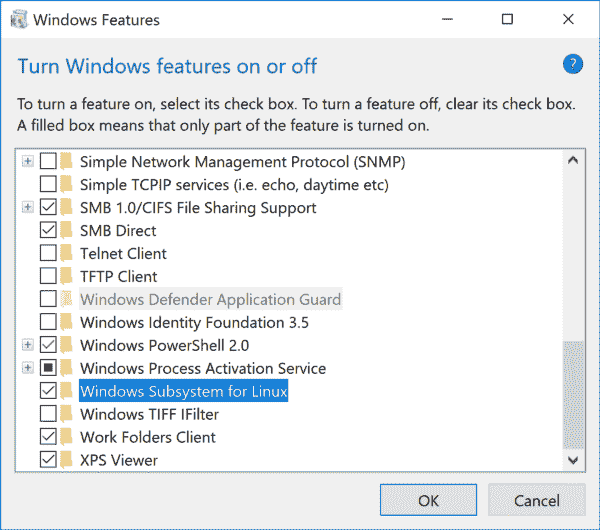 Windows Features
Turn Windows features on or off
?
To turn a feature on, select its check box. To turn a feature off, clear its check box.
A filled box means that only part of the feature is turned on.
Simple Network Management Protocol (SNMP)
Simple TCPIP services (i.e. echo, daytime etc)
SMB 1.0/CIFS File Sharing Support
SMB Direct
Telnet Client
TFTP Client
Windows Defender Application Guard
Windows Identity Foundation 3.5
Windows PowerShell 2.0
Windows Process Activation Service
Windows Subsystem for Linux
Windows TIFF IFilter
Work Folders Client
XPS Viewer
OK Cancel